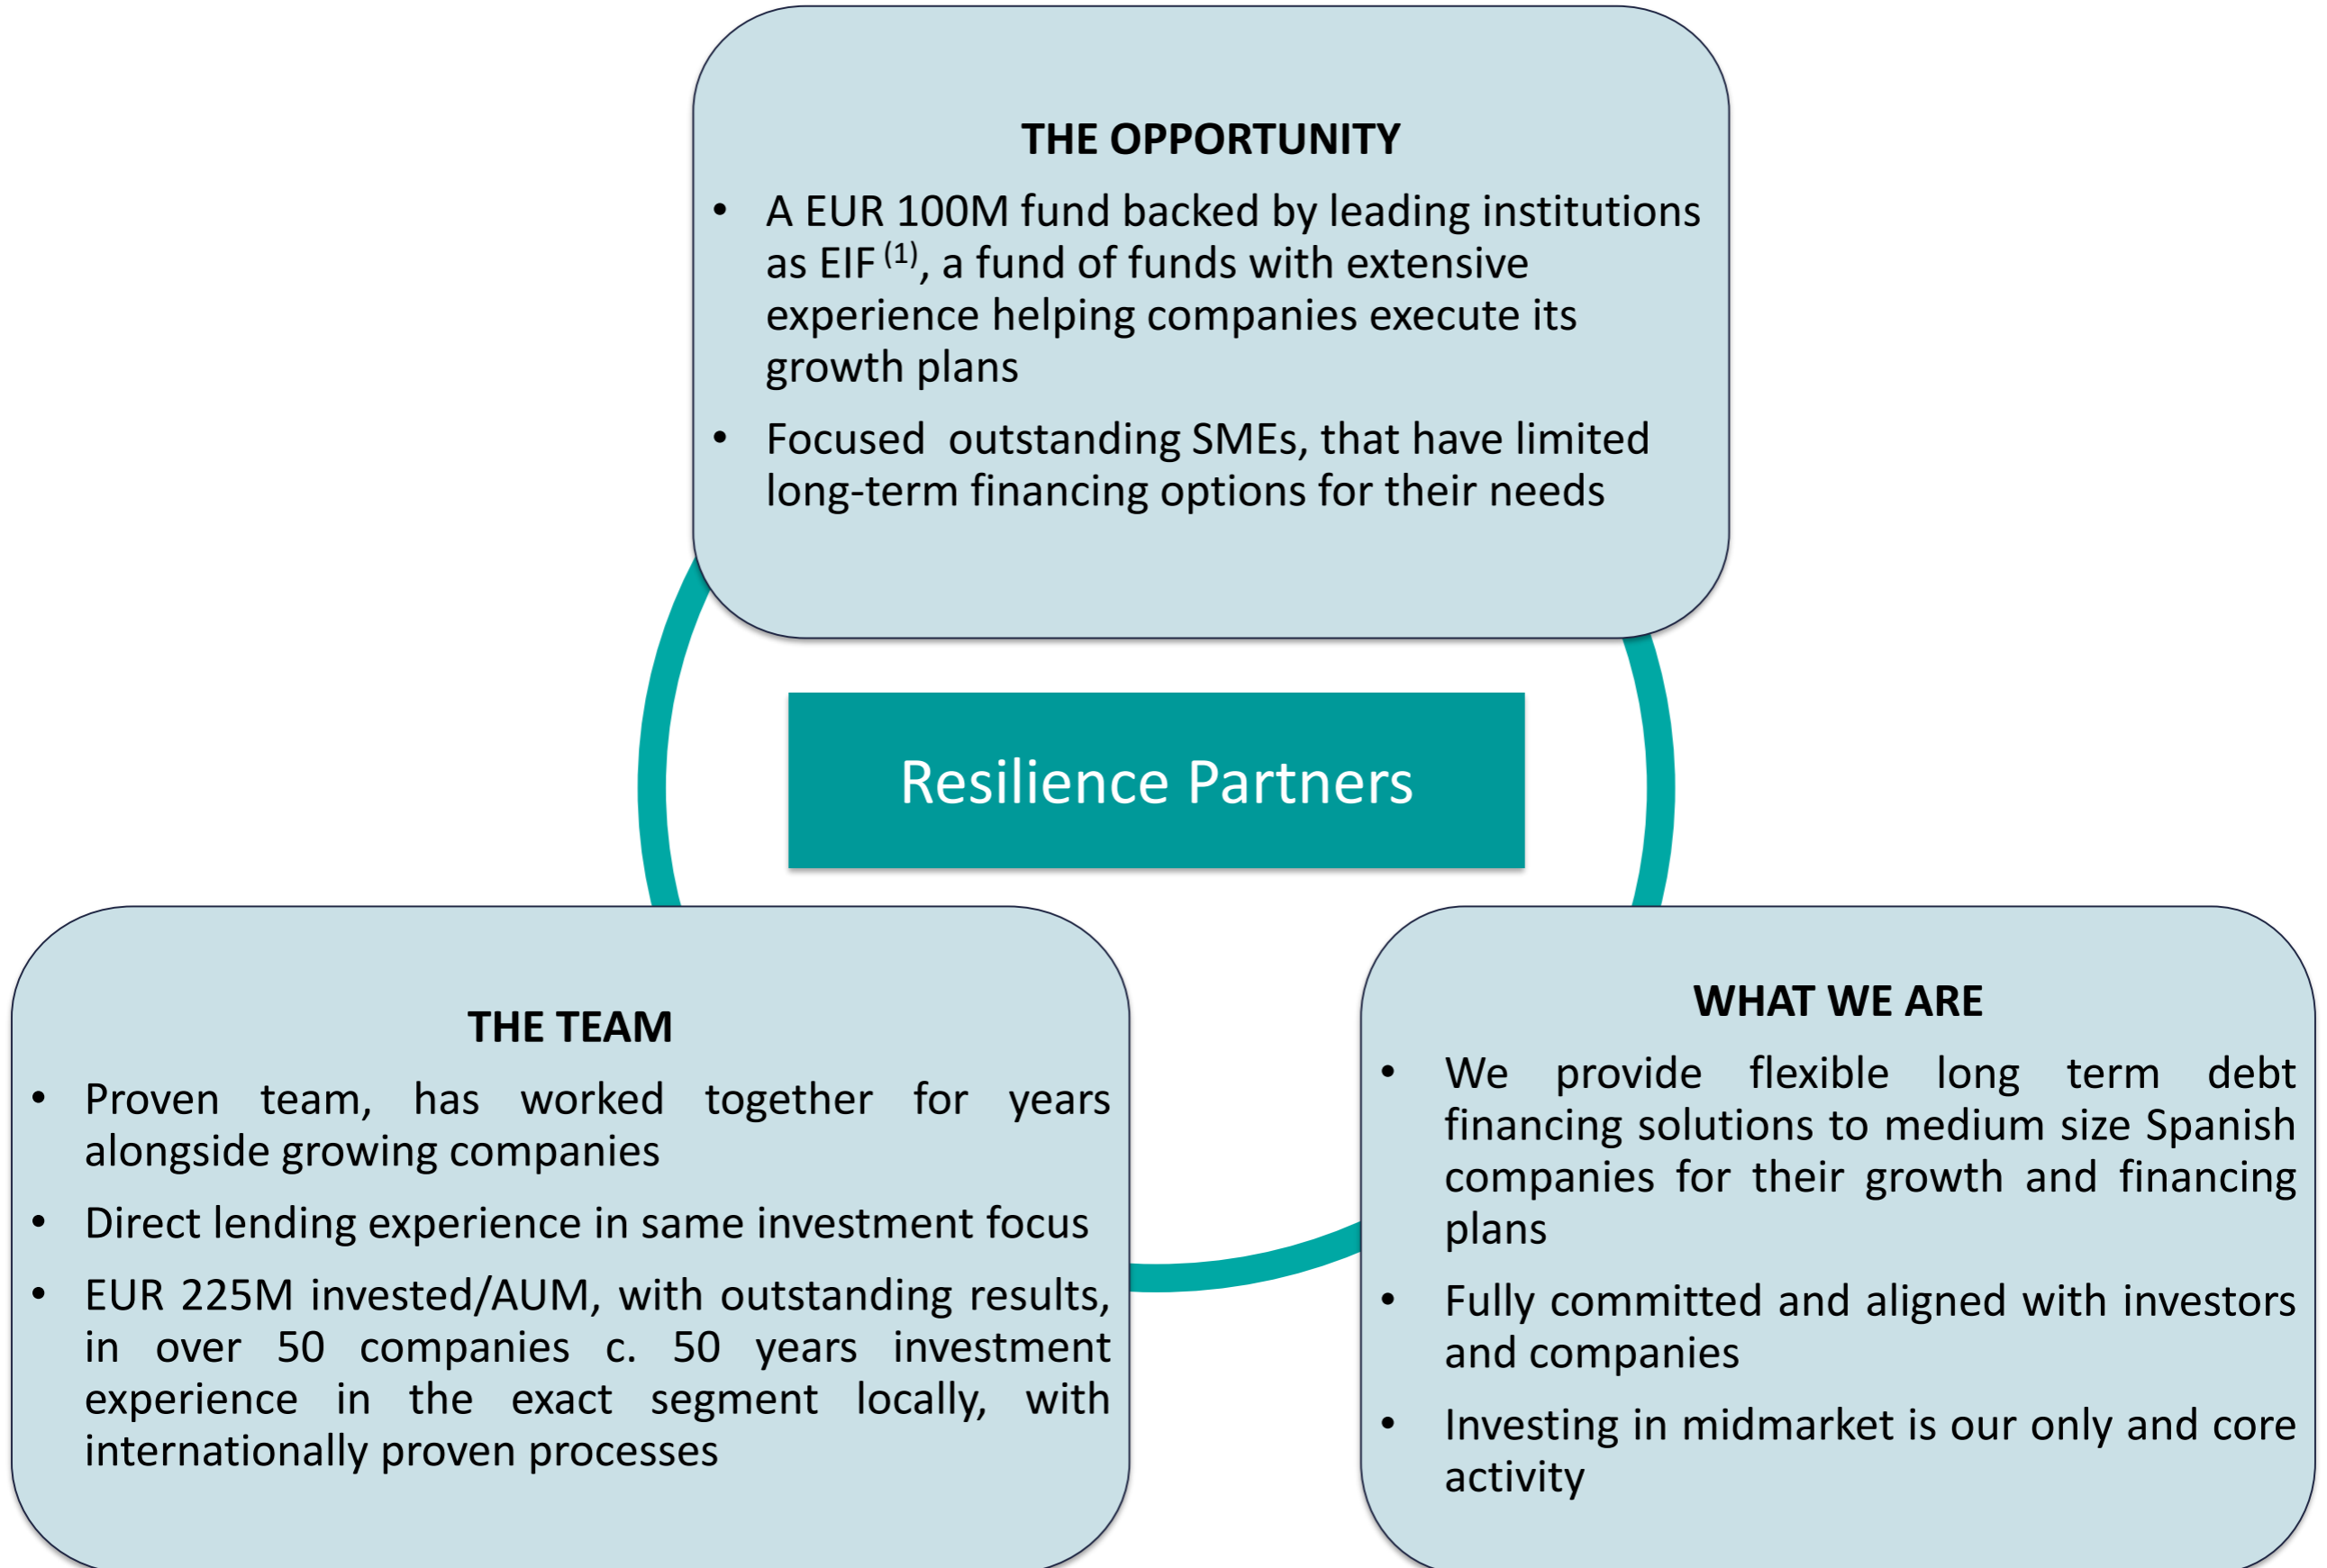 THE OPPORTUNITY
• A EUR 100M fund backed by leading institutions
as EIF (1), a fund of funds with extensive
experience helping companies execute its
growth plans
• Focused  outstanding SMEs, that have limited
long-term financing options for their needs
Resilience Partners
THE TEAM
• Proven team, has worked together for years
alongside growing companies
• Direct lending experience in same investment focus
• EUR 225M invested/AUM, with outstanding results,
in over 50 companies c. 50 years investment
experience in the exact segment locally, with
internationally proven processes
WHAT WE ARE
• We provide flexible long term debt
financing solutions to medium size Spanish
companies for their growth and financing
plans
• Fully committed and aligned with investors
and companies
• Investing in midmarket is our only and core
activity